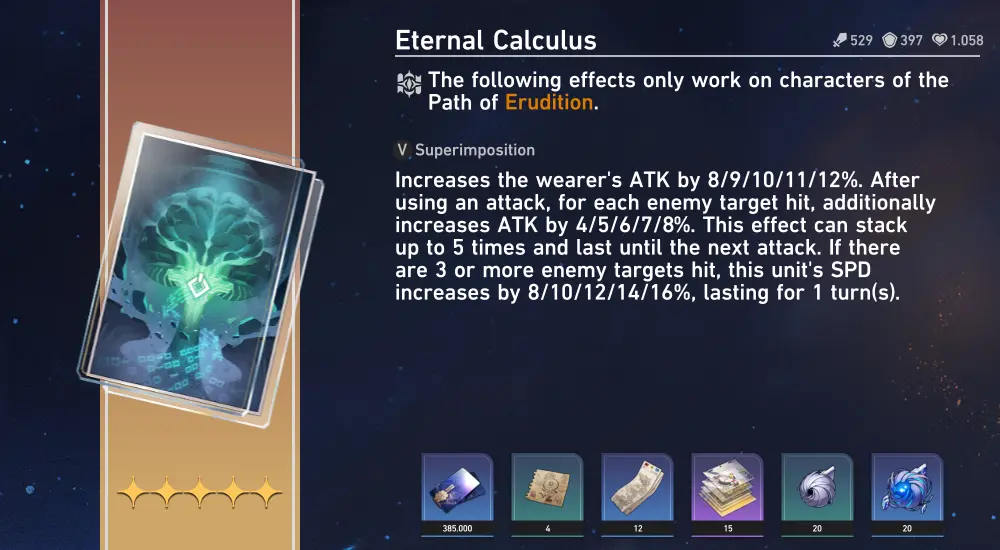 Eternal Calculus
529 397 1.058
The following effects only work on characters of the
Path of Erudition.
V Superimposition
Increases the wearer's ATK by 8/9/10/11/12%. After
using an attack, for each enemy target hit, additionally
increases ATK by 4/5/6/7/8%. This effect can stack
up to 5 times and last until the next attack. If there
are 3 or more enemy targets hit, this unit's SPD
increases by 8/10/12/14/16%, lasting for 1 turn(s).
385.000 4 12 15 20 20